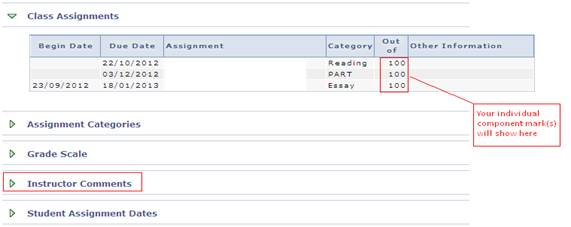 Class Assignments
Begin Date Due Date Assignment Category Out of Other Information
22/10/2012 Reading 100
03/12/2012 PART 100
23/09/2012 18/01/2013 Essay 100
Your individual
component mark(s)
will show here
Assignment Categories
Grade Scale
Instructor Comments
Student Assignment Dates